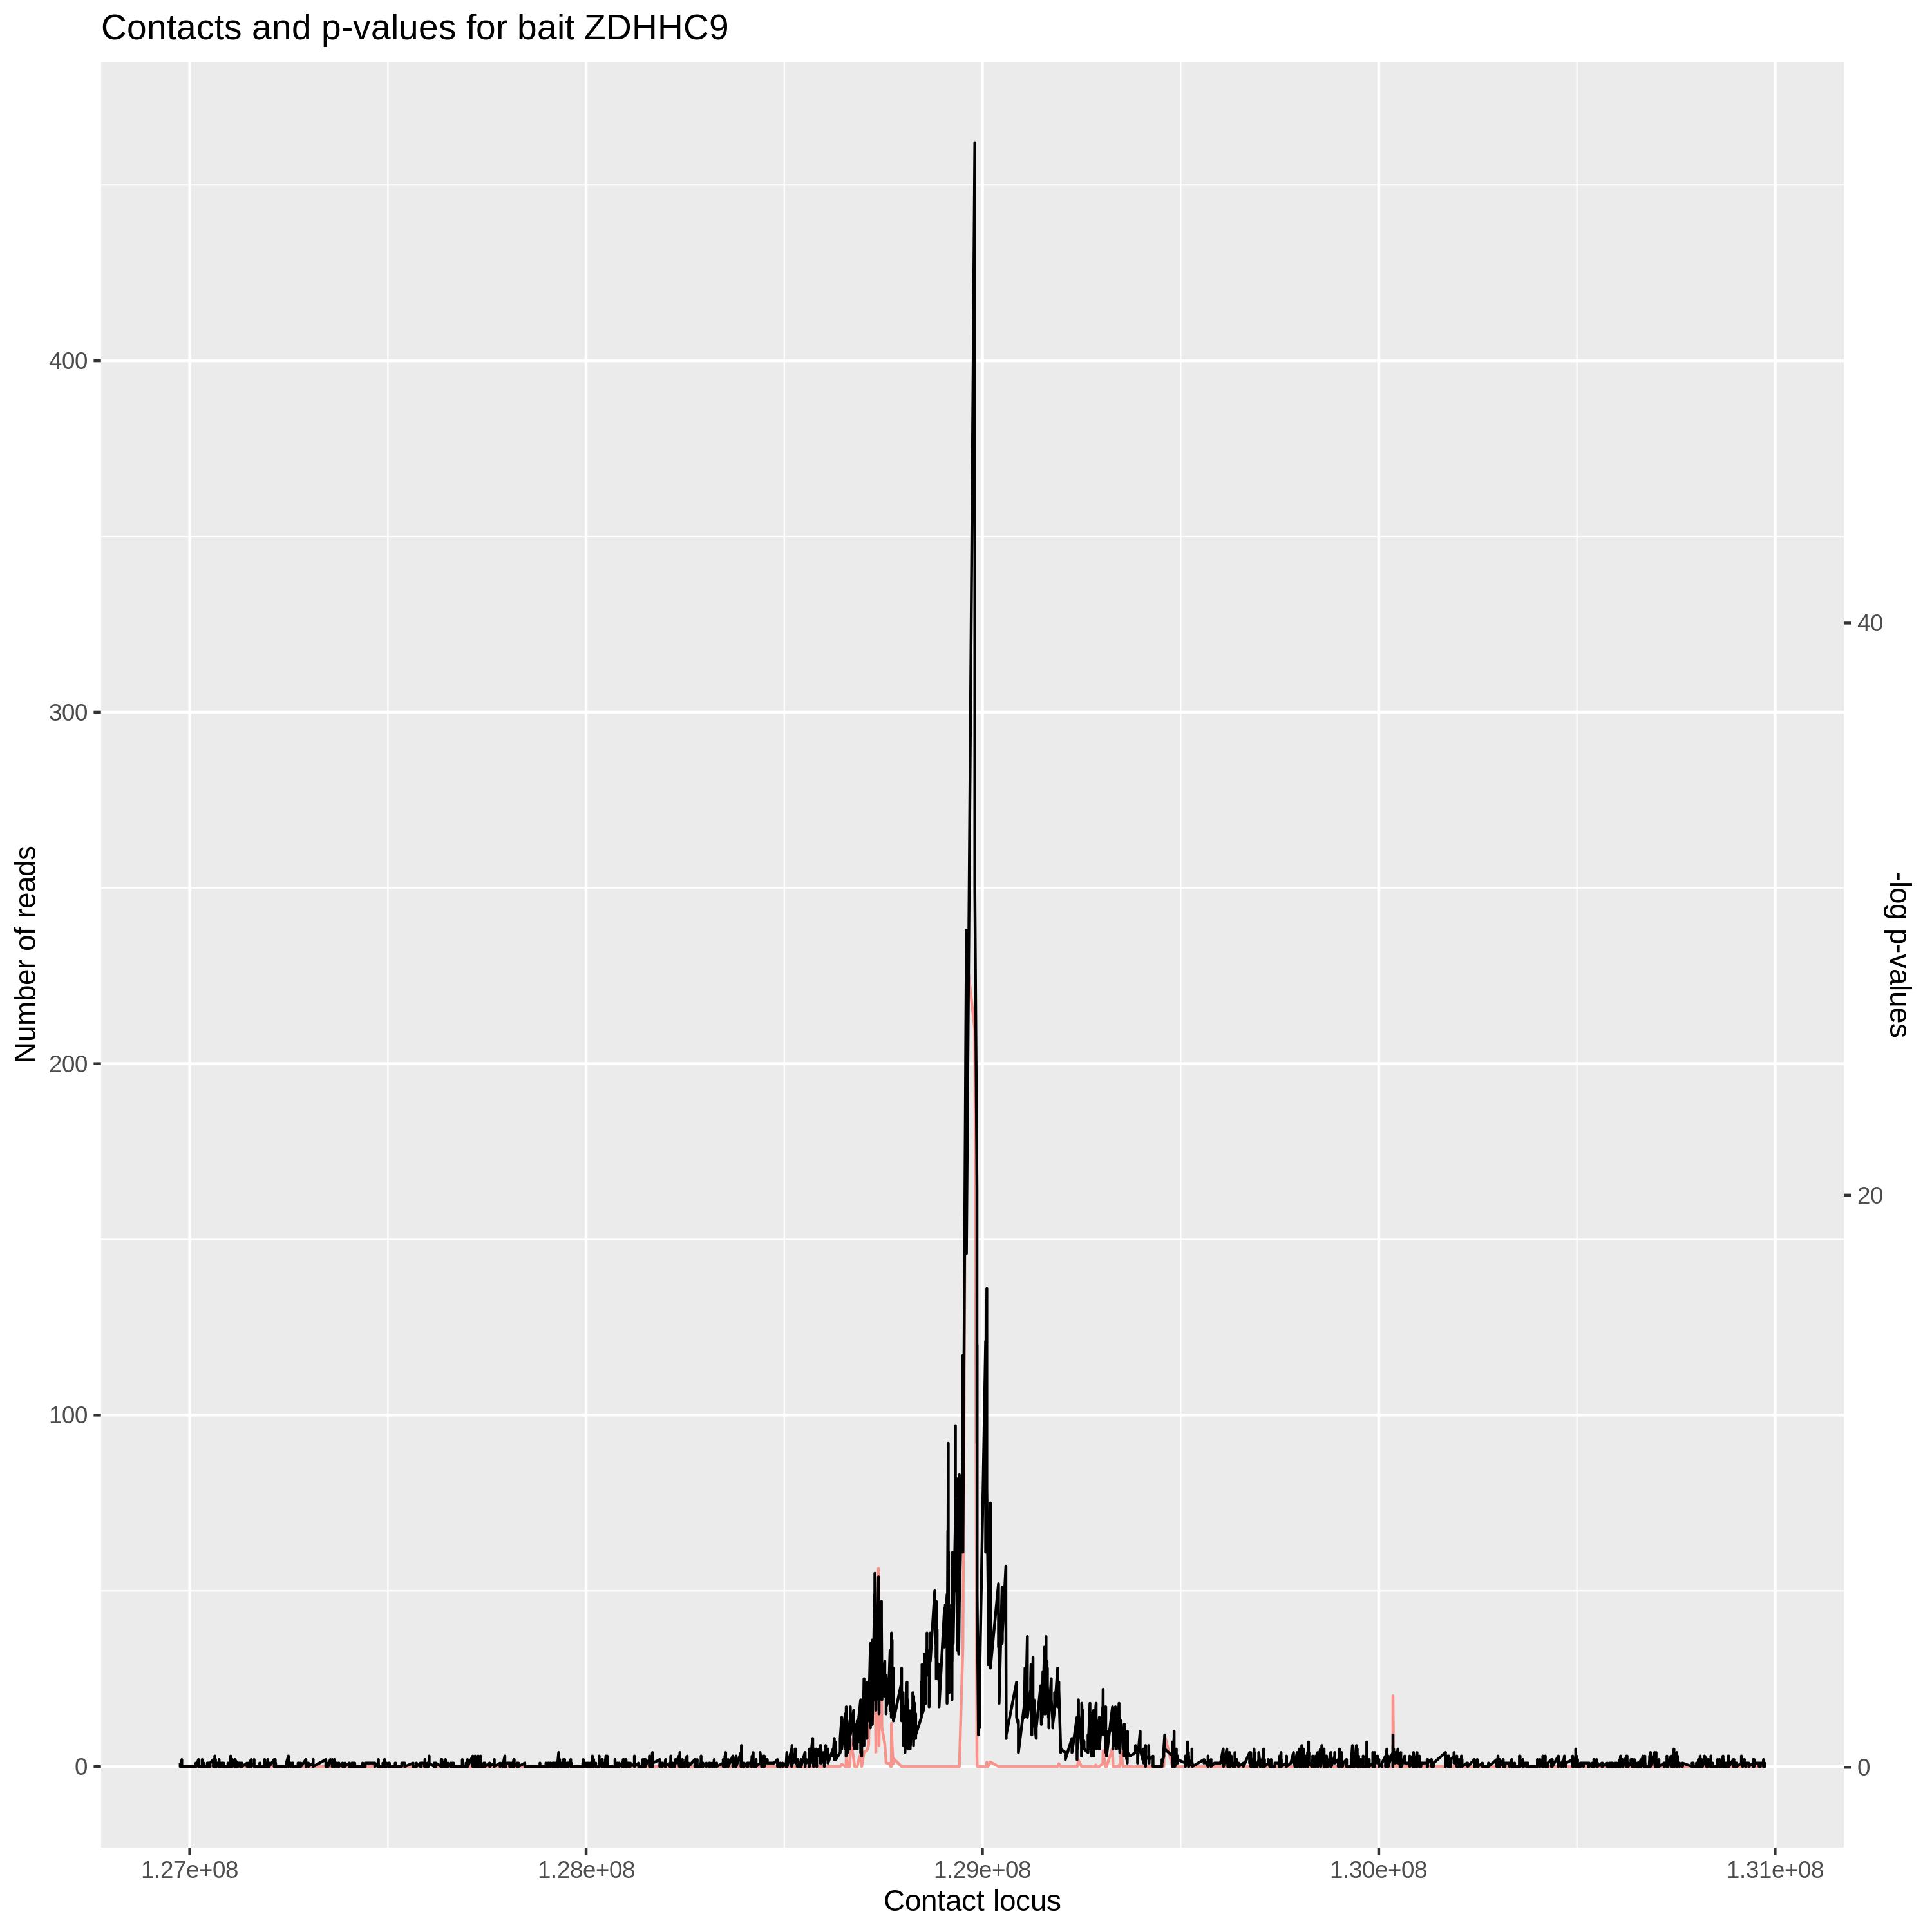 Contacts and p-values for bait ZDHHC9
400
300
200
100
0
Number of reads
40
20
0
-log p-values
1.27e+08
1.28e+08
1.29e+08
1.30e+08
1.31e+08
Contact locus